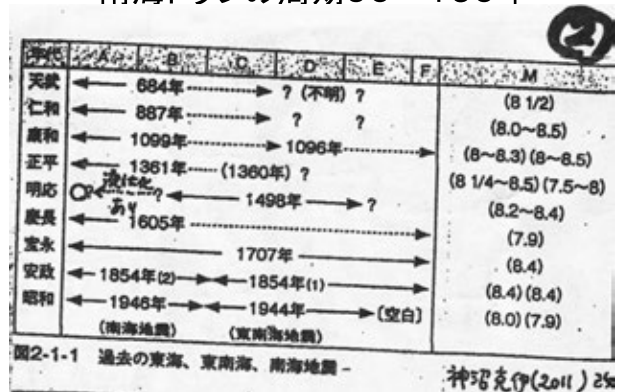 南海トラフの周期90~150年
②
年代 A B C D E F M
天武 684年 ? (不明) ? (8 1/2)
仁和 887年 ? ? (8.0~8.5)
康和 1099年 1096年 (8~8.3) (8~8.5)
正平 1361年 (1360年) ? (8 1/4~8.5) (7.5~8)
明応 ? 液状化あり ? 1498年 ? (8.2~8.4)
慶長 1605年 (7.9)
宝永 1707年 (8.4)
安政 1854年(2) 1854年(1) (8.4) (8.4)
昭和 1946年 1944年 [空白] (8.0) (7.9)
(南海地震) (東南海地震)
図2-1-1 過去の東海、東南海、南海地震-
神沼克伊(2011)